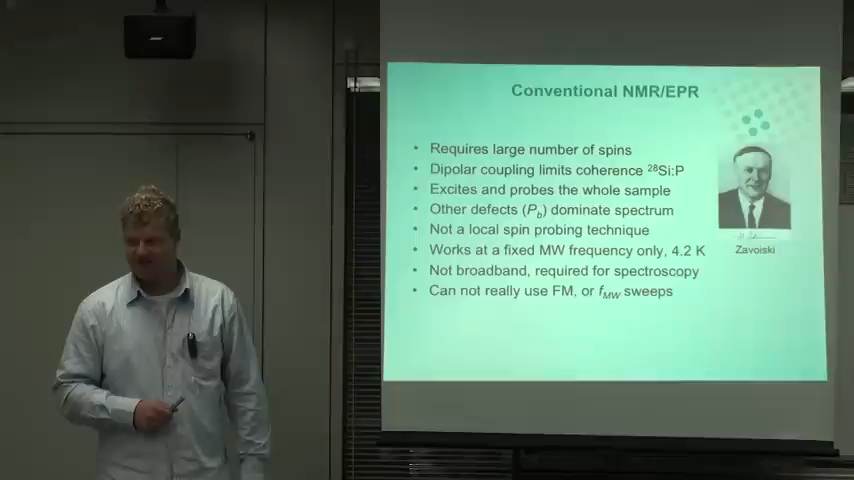 Conventional NMR/EPR
• Requires large number of spins
• Dipolar coupling limits coherence ²⁸Si:P
• Excites and probes the whole sample
• Other defects (Pb) dominate spectrum
• Not a local spin probing technique
• Works at a fixed MW frequency only, 4.2 K
• Not broadband, required for spectroscopy
• Can not really use FM, or fMW sweeps
Zavoiski